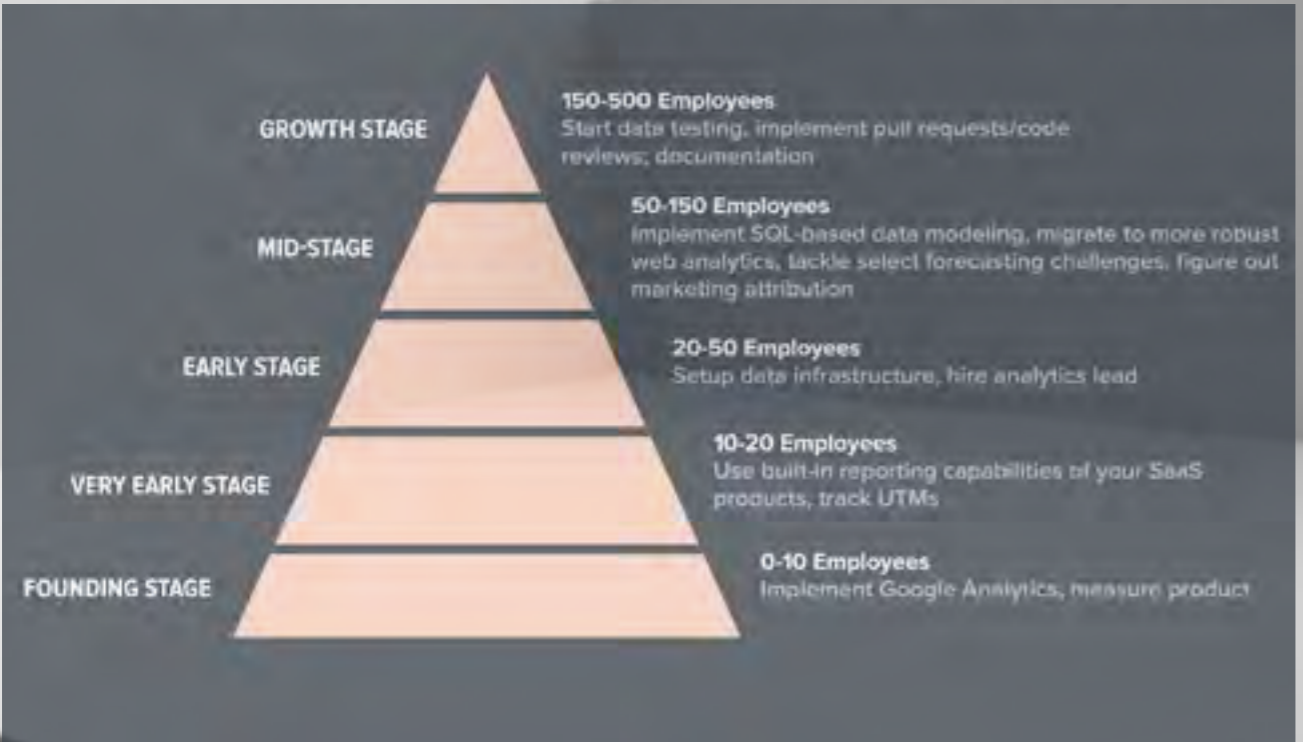 GROWTH STAGE
150-500 Employees
Start data testing, implement pull requests/code
reviews; documentation
MID-STAGE
50-150 Employees
Implement SQL-based data modeling, migrate to more robust
web analytics, tackle select forecasting challenges, figure out
marketing attribution
EARLY STAGE
20-50 Employees
Setup data infrastructure, hire analytics lead
VERY EARLY STAGE
10-20 Employees
Use built-in reporting capabilities of your SaaS
products, track UTMs
FOUNDING STAGE
0-10 Employees
Implement Google Analytics, measure product